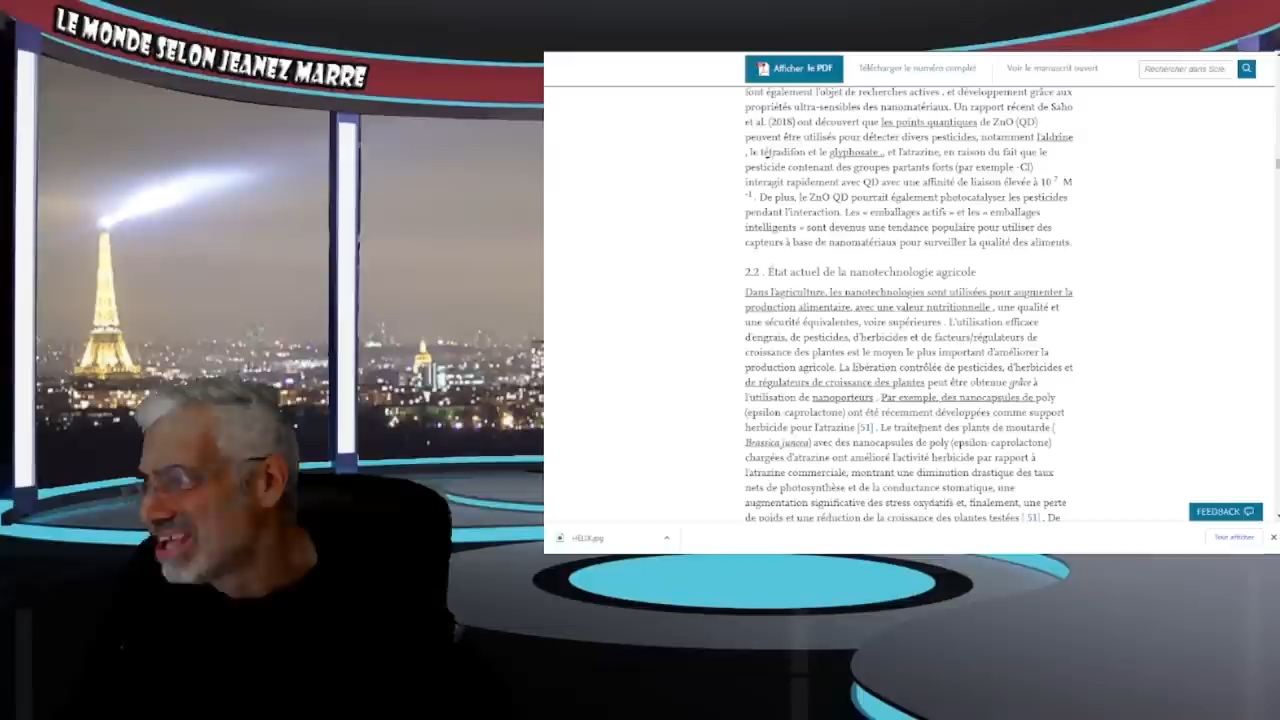 LE MONDE SELON JEANEZ MARRE
Afficher le PDF
Télécharger le numéro complet
Voir le manuscrit ouvert
Rechercher dans Scie
font également l'objet de recherches actives . et développement grâce aux
propriétés ultra-sensibles des nanomatériaux. Un rapport récent de Saho
et al. (2018) ont découvert que les points quantiques de ZnO (QD)
peuvent être utilisés pour détecter divers pesticides, notamment l'aldrine
, le tétradifon et le glyphosate , et l'atrazine, en raison du fait que le
pesticide contenant des groupes partants forts (par exemple -Cl)
interagit rapidement avec QD avec une affinité de liaison élevée à 10 7 M
-1 . De plus, le ZnO QD pourrait également photocatalyser les pesticides
pendant l'interaction. Les « emballages actifs » et les « emballages
intelligents » sont devenus une tendance populaire pour utiliser des
capteurs à base de nanomatériaux pour surveiller la qualité des aliments.
2.2 . État actuel de la nanotechnologie agricole
Dans l'agriculture, les nanotechnologies sont utilisées pour augmenter la
production alimentaire, avec une valeur nutritionnelle , une qualité et
une sécurité équivalentes, voire supérieures . L'utilisation efficace
d'engrais, de pesticides, d'herbicides et de facteurs/régulateurs de
croissance des plantes est le moyen le plus important d'améliorer la
production agricole. La libération contrôlée de pesticides, d'herbicides et
de régulateurs de croissance des plantes peut être obtenue grâce à
l'utilisation de nanoporteurs . Par exemple, des nanocapsules de poly
(epsilon-caprolactone) ont été récemment développées comme support
herbicide pour l'atrazine [51] . Le traitement des plants de moutarde (
Brassica juncea) avec des nanocapsules de poly (epsilon-caprolactone)
chargées d'atrazine ont amélioré l'activité herbicide par rapport à
l'atrazine commerciale, montrant une diminution drastique des taux
nets de photosynthèse et de la conductance stomatique, une
augmentation significative des stress oxydatifs et, finalement, une perte
de poids et une réduction de la croissance des plantes testées [51] . De
FEEDBACK
HELIX.jpg
Tout afficher